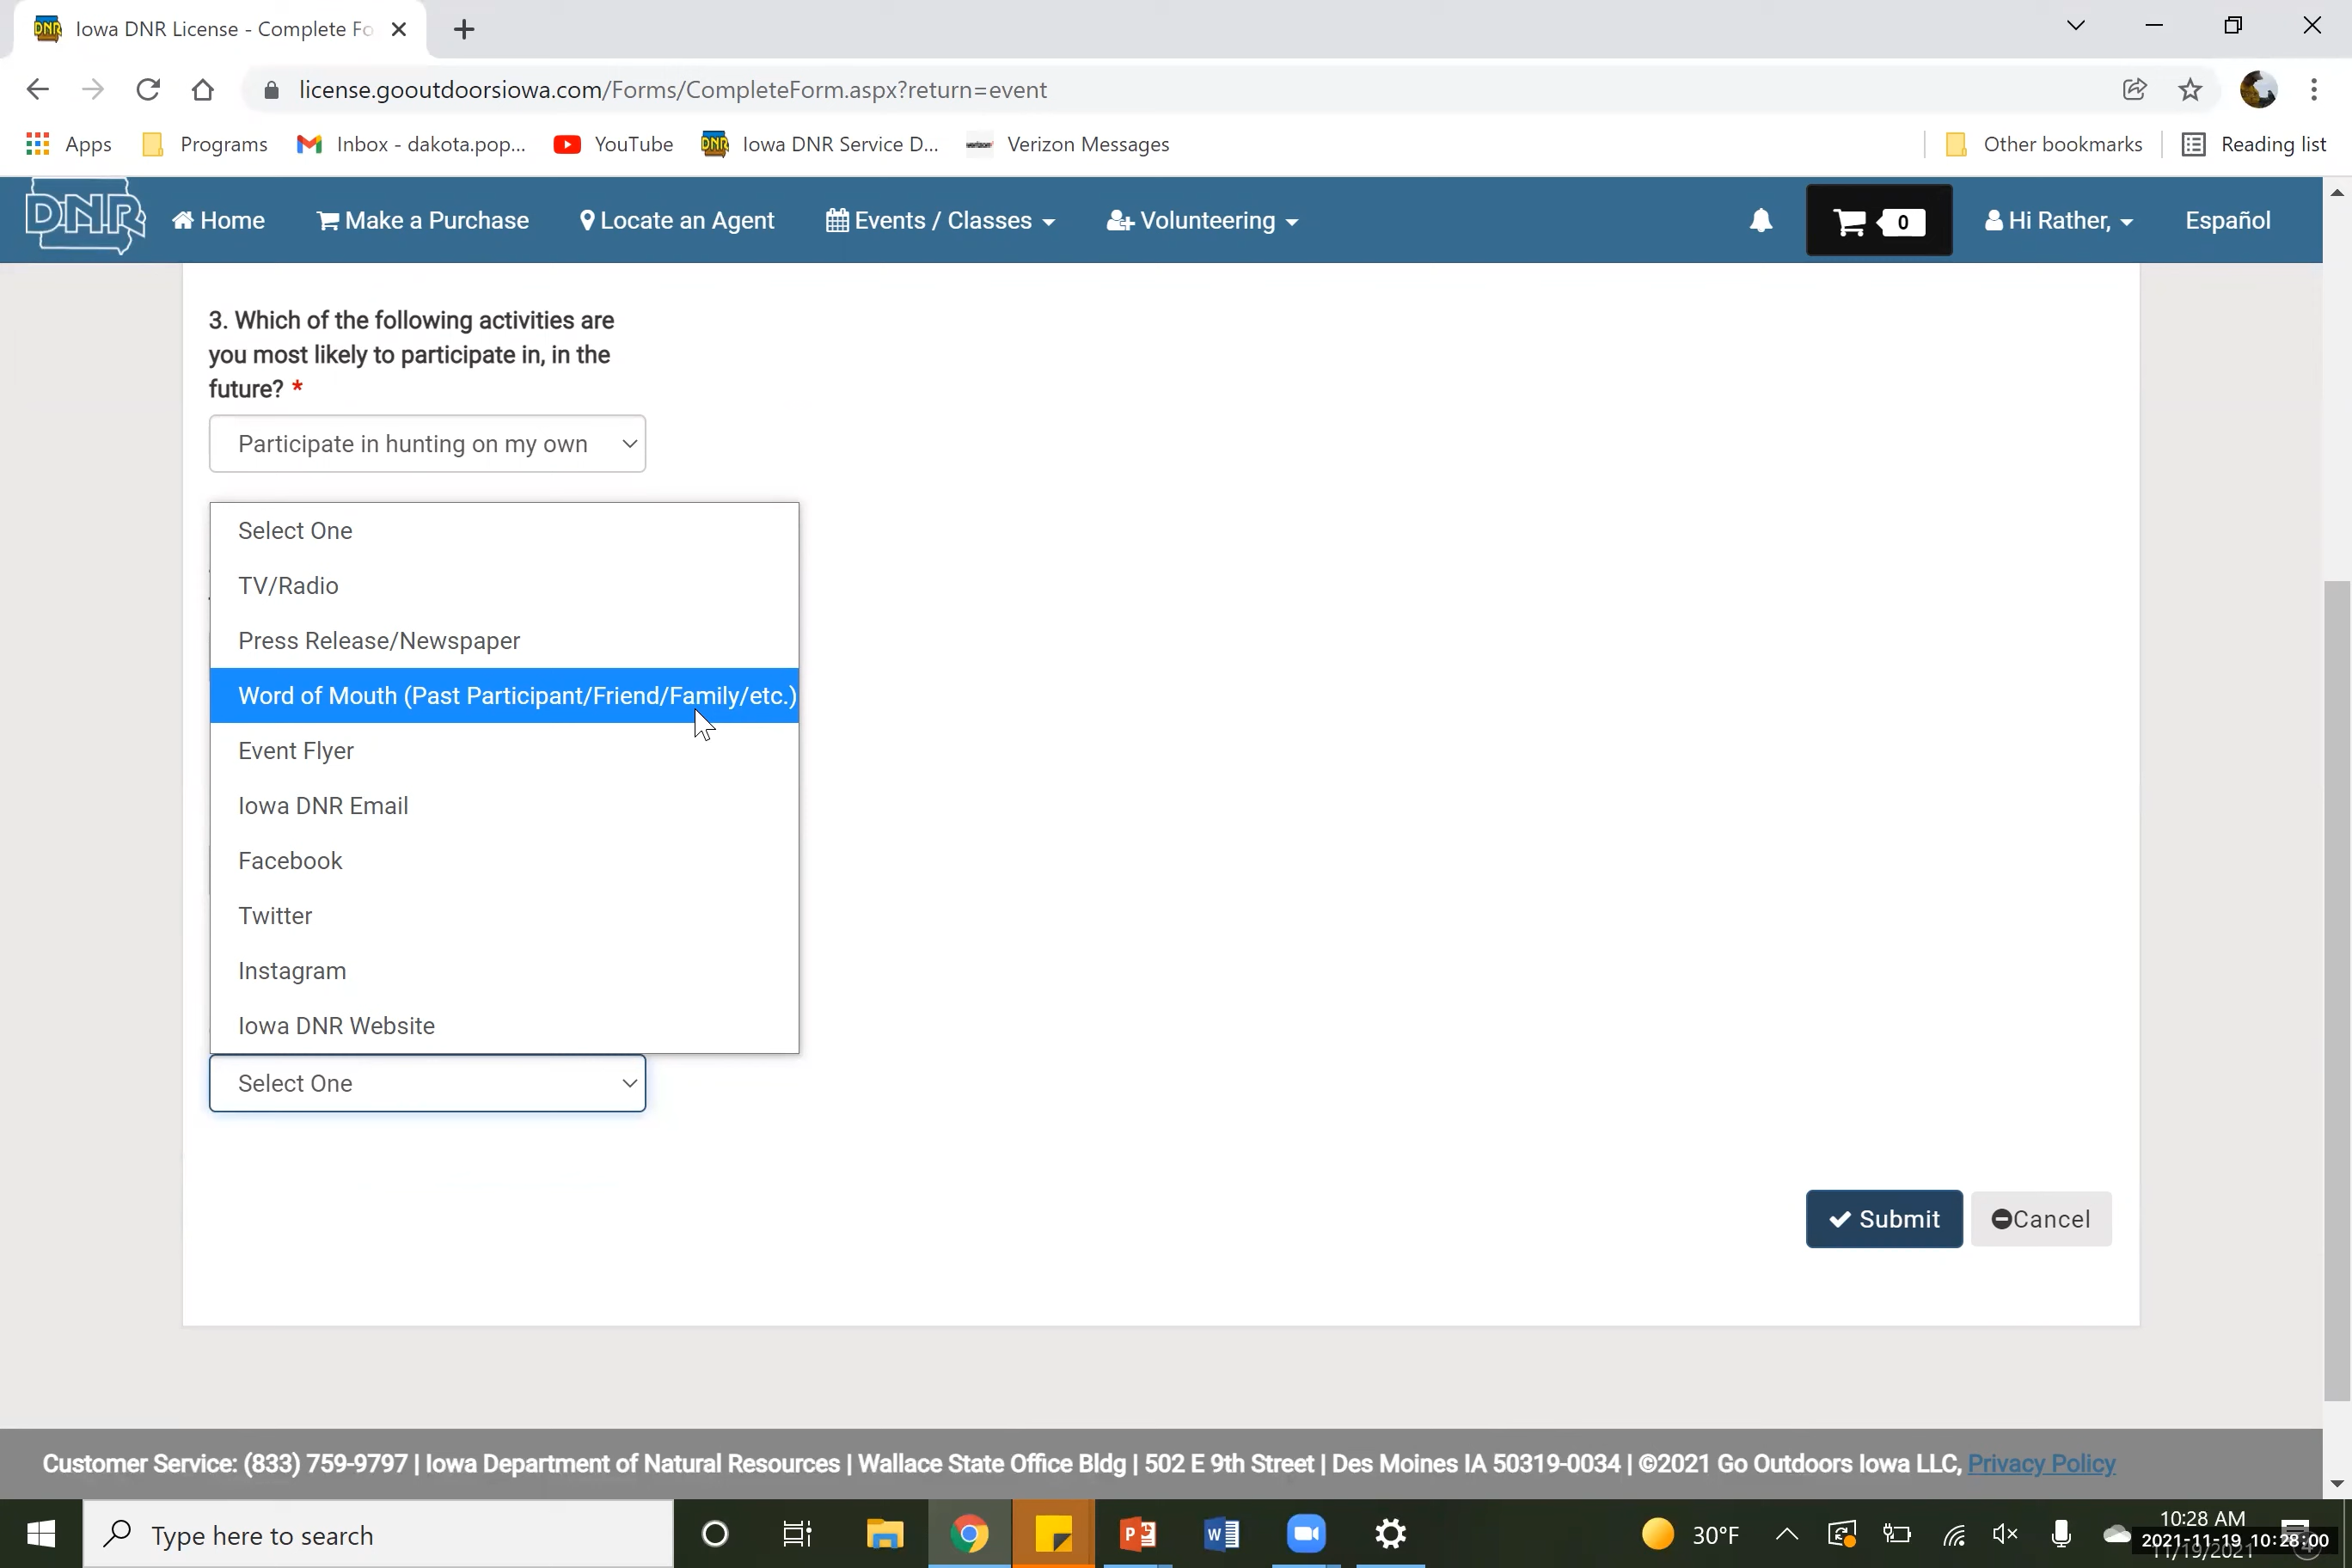 Iowa DNR License - Complete Fo
license.gooutdoorsiowa.com/Forms/CompleteForm.aspx?return=event
Apps Programs Inbox - dakota.pop... YouTube Iowa DNR Service D... Verizon Messages Other bookmarks Reading list
DNR Home Make a Purchase Locate an Agent Events / Classes Volunteering 0 Hi Rather, Español
3. Which of the following activities are
you most likely to participate in, in the
future? *
Participate in hunting on my own
Select One
TV/Radio
Press Release/Newspaper
Word of Mouth (Past Participant/Friend/Family/etc.)
Event Flyer
Iowa DNR Email
Facebook
Twitter
Instagram
Iowa DNR Website
Select One
Submit Cancel
Customer Service: (833) 759-9797 | Iowa Department of Natural Resources | Wallace State Office Bldg | 502 E 9th Street | Des Moines IA 50319-0034 | ©2021 Go Outdoors Iowa LLC, Privacy Policy
Type here to search 30°F 10:28 AM
2021-11-19 10:28:00
11/19/2021